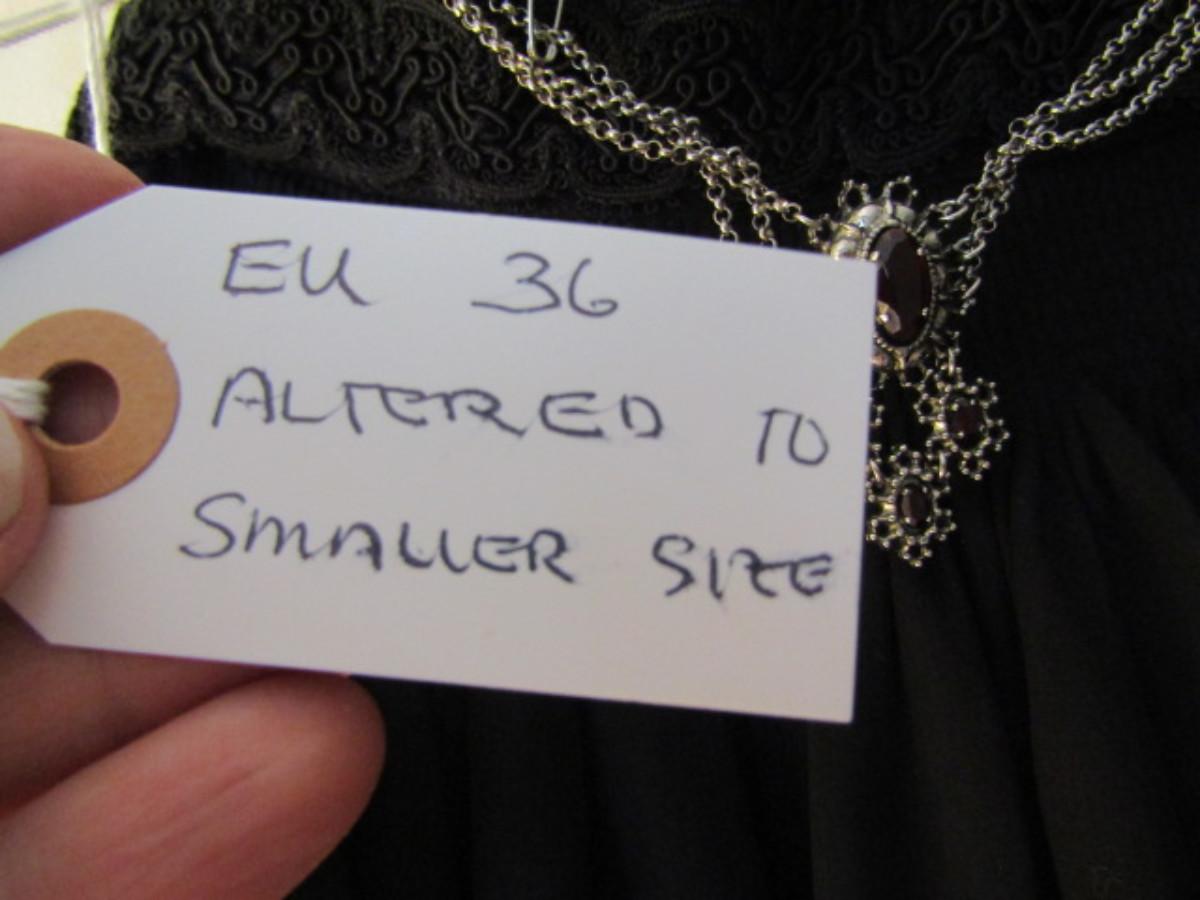 EU 36
ALTERED TO
SMALLER SIZE